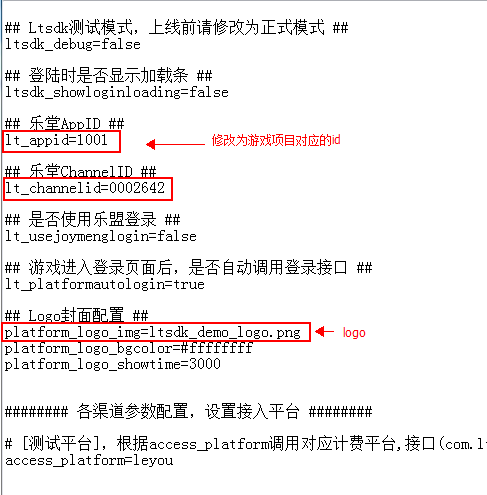 ## Ltsdk测试模式，上线前请修改为正式模式 ##
ltsdk_debug=false
## 登陆时是否显示加载条 ##
ltsdk_showloginloading=false
## 乐堂AppID ##
lt_appid=1001
修改为游戏项目对应的id
## 乐堂ChannelID ##
lt_channelid=0002642
## 是否使用乐盟登录 ##
lt_usejoymenglogin=false
## 游戏进入登录页面后，是否自动调用登录接口 ##
lt_platformautologin=true
## Logo封面配置 ##
platform_logo_img=ltsdk_demo_logo.png
logo
platform_logo_bgcolor=#ffffffff
platform_logo_showtime=3000
######## 各渠道参数配置，设置接入平台 ########
# [测试平台]，根据access_platform调用对应计费平台,接口(com.l
access_platform=leyou